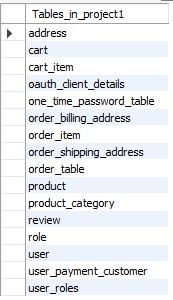 Tables_in_project1
address
cart
cart_item
oauth_client_details
one_time_password_table
order_billing_address
order_item
order_shipping_address
order_table
product
product_category
review
role
user
user_payment_customer
user_roles